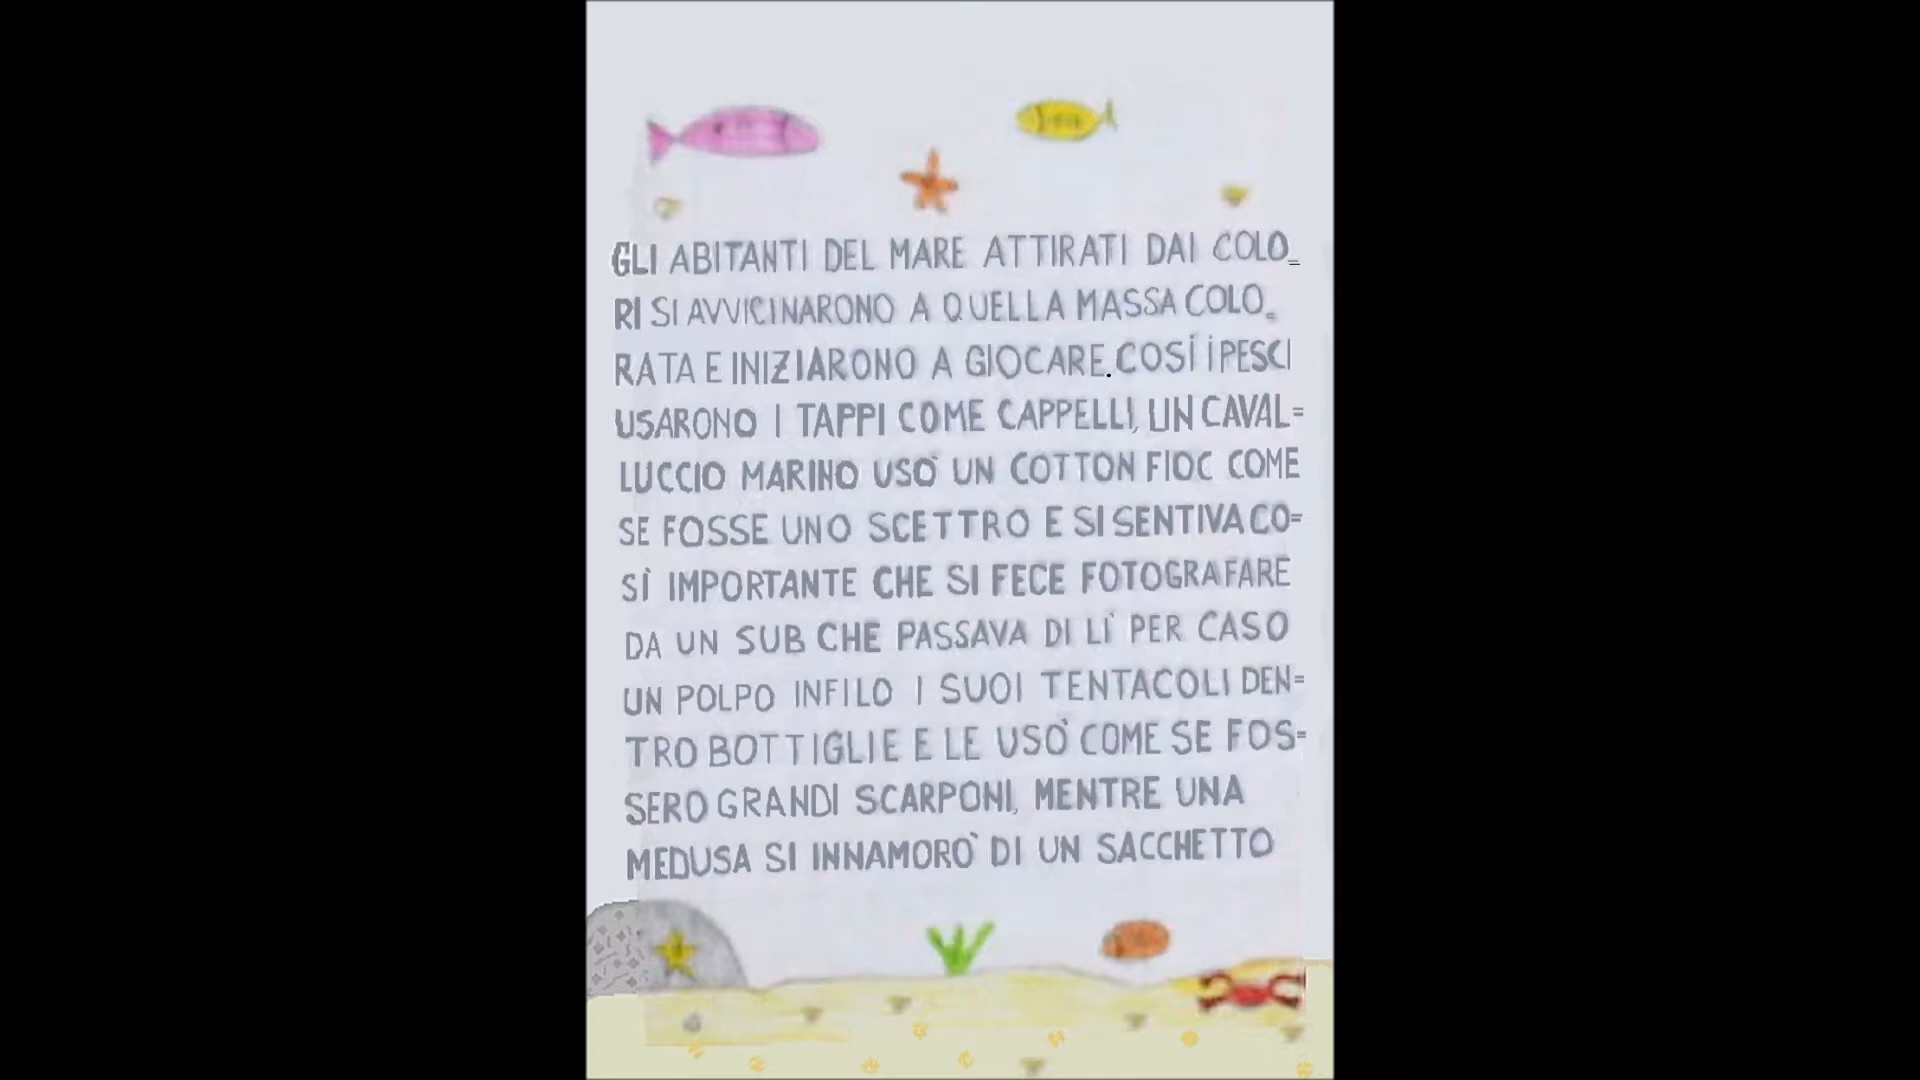 GLI ABITANTI DEL MARE ATTIRATI DAI COLO=
RI SI AVVICINARONO A QUELLA MASSA COLO=
RATA E INIZIARONO A GIOCARE. COSÍ I PESCI
USARONO I TAPPI COME CAPPELLI, UN CAVAL=
LUCCIO MARINO USÒ UN COTTON FIOC COME
SE FOSSE UNO SCETTRO E SI SENTIVA CO=
SÌ IMPORTANTE CHE SI FECE FOTOGRAFARE
DA UN SUB CHE PASSAVA DI LÌ PER CASO
UN POLPO INFILO I SUOI TENTACOLI DEN=
TRO BOTTIGLIE E LE USÒ COME SE FOS=
SERO GRANDI SCARPONI, MENTRE UNA
MEDUSA SI INNAMORÒ DI UN SACCHETTO